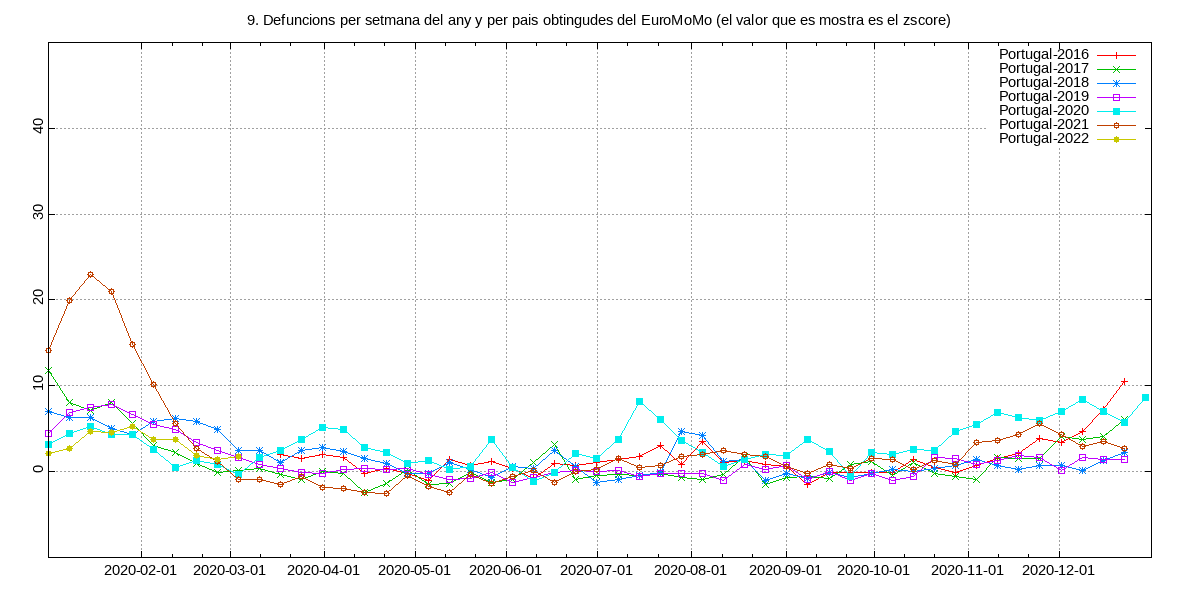 9. Defuncions per setmana del any y per pais obtingudes del EuroMoMo (el valor que es mostra es el zscore)
Portugal-2016
Portugal-2017
Portugal-2018
Portugal-2019
Portugal-2020
Portugal-2021
Portugal-2022
40
30
20
10
0
2020-02-01 2020-03-01 2020-04-01 2020-05-01 2020-06-01 2020-07-01 2020-08-01 2020-09-01 2020-10-01 2020-11-01 2020-12-01